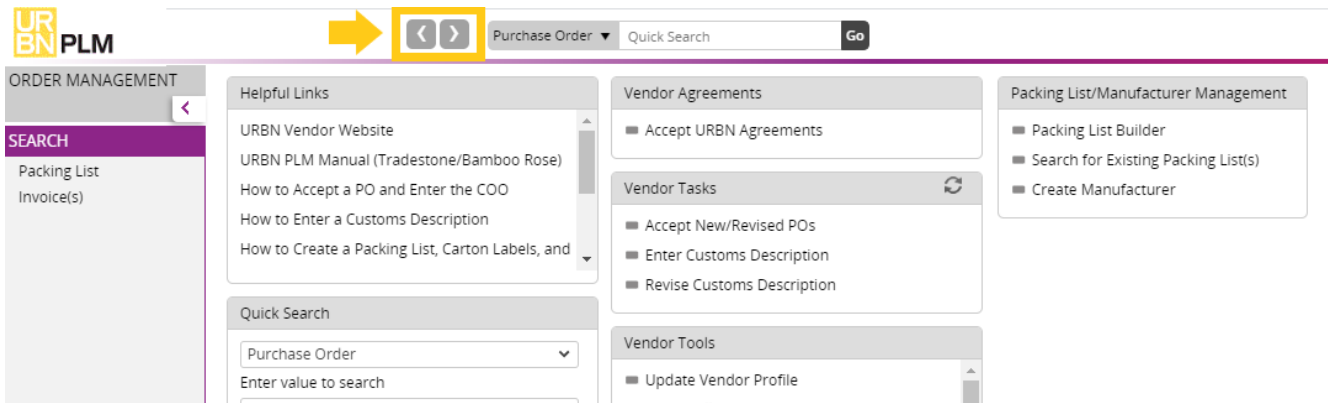 URBN PLM
Purchase Order ▼ Quick Search Go
ORDER MANAGEMENT
SEARCH
Packing List
Invoice(s)
Helpful Links
URBN Vendor Website
URBN PLM Manual (Tradestone/Bamboo Rose)
How to Accept a PO and Enter the COO
How to Enter a Customs Description
How to Create a Packing List, Carton Labels, and
Quick Search
Purchase Order
Enter value to search
Vendor Agreements
Accept URBN Agreements
Vendor Tasks
Accept New/Revised POs
Enter Customs Description
Revise Customs Description
Vendor Tools
Update Vendor Profile
Packing List/Manufacturer Management
Packing List Builder
Search for Existing Packing List(s)
Create Manufacturer